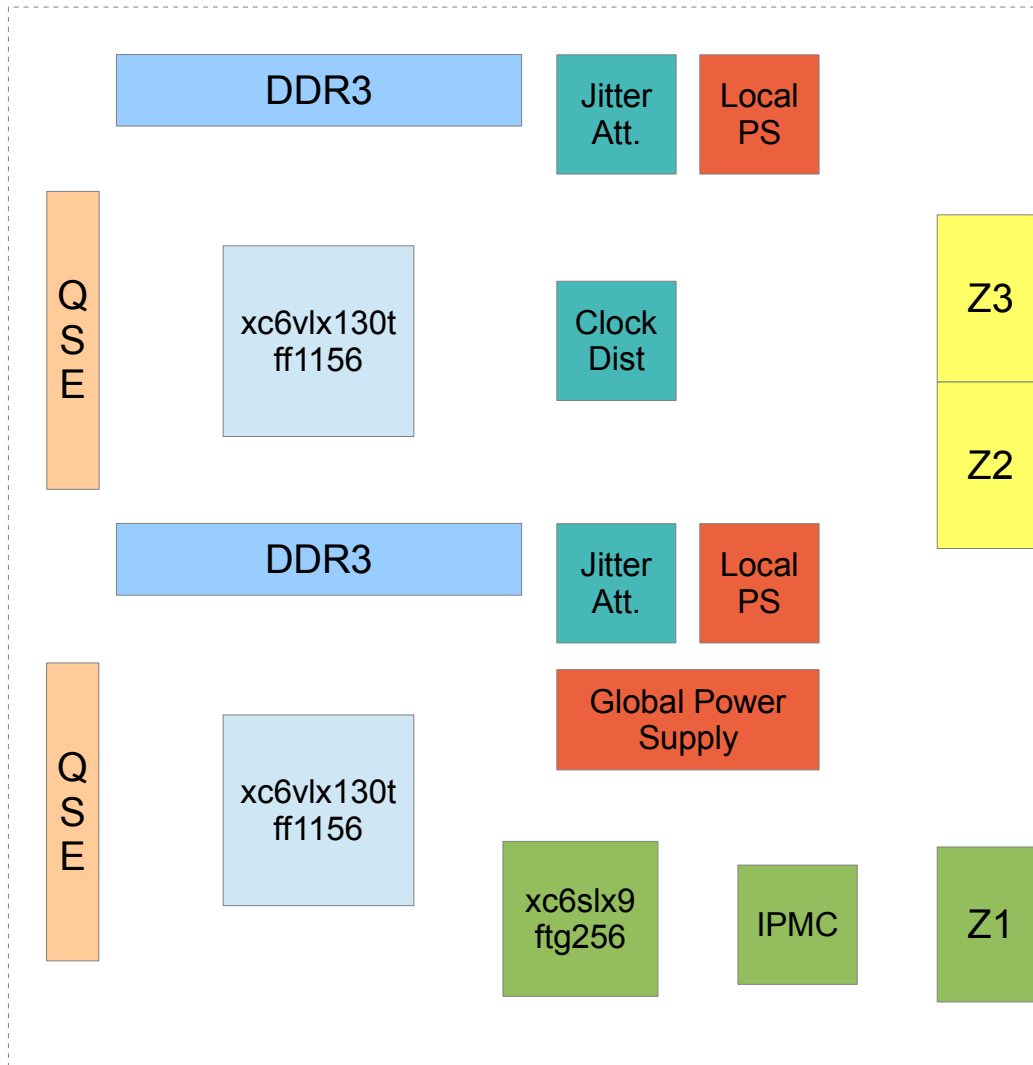 DDR3
Jitter
Att.
Local
PS
Q
S
E
xc6vlx130t
ff1156
Clock
Dist
Z3
Z2
DDR3
Jitter
Att.
Local
PS
Q
S
E
xc6vlx130t
ff1156
Global Power
Supply
xc6slx9
ftg256
IPMC
Z1